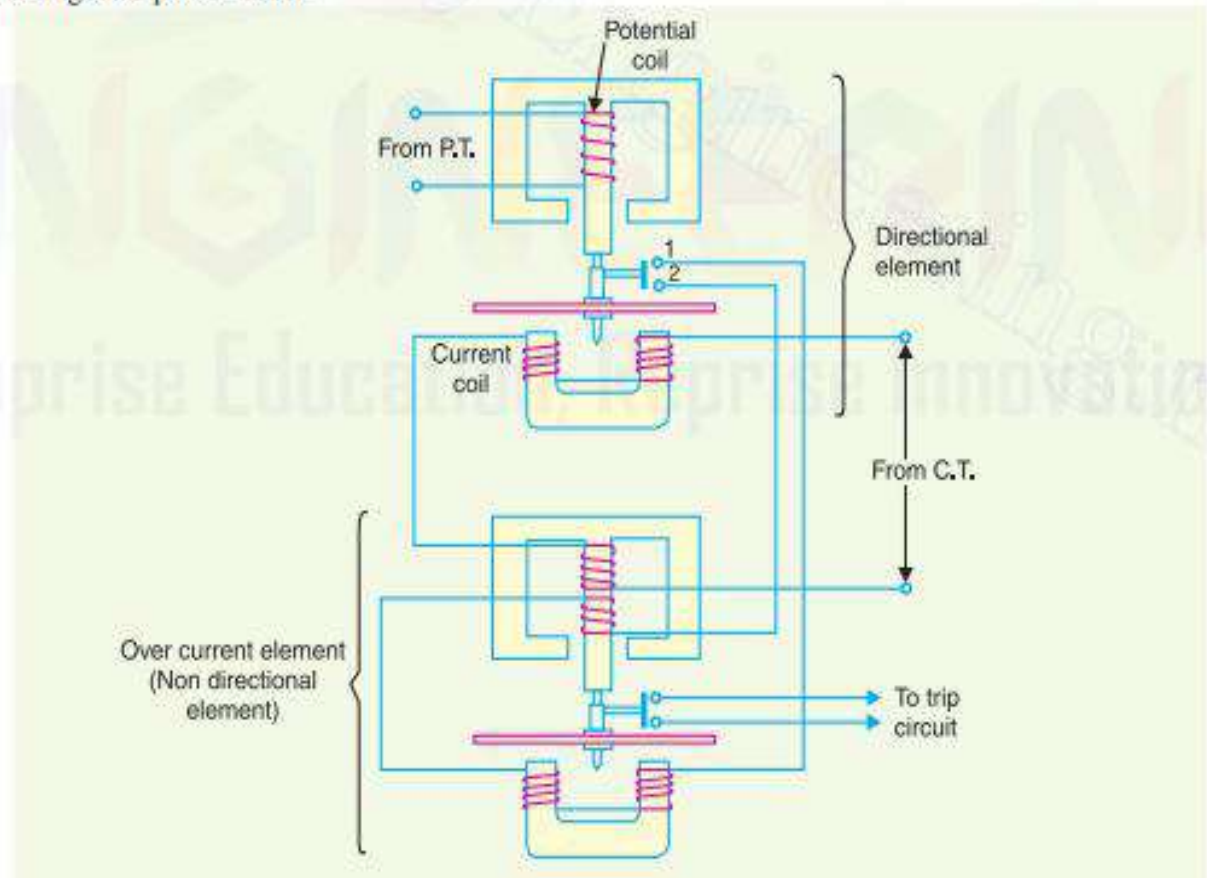 Potential
coil
From P.T.
1
2
Directional
element
Current
coil
From C.T.
Over current element
(Non directional
element)
To trip
circuit